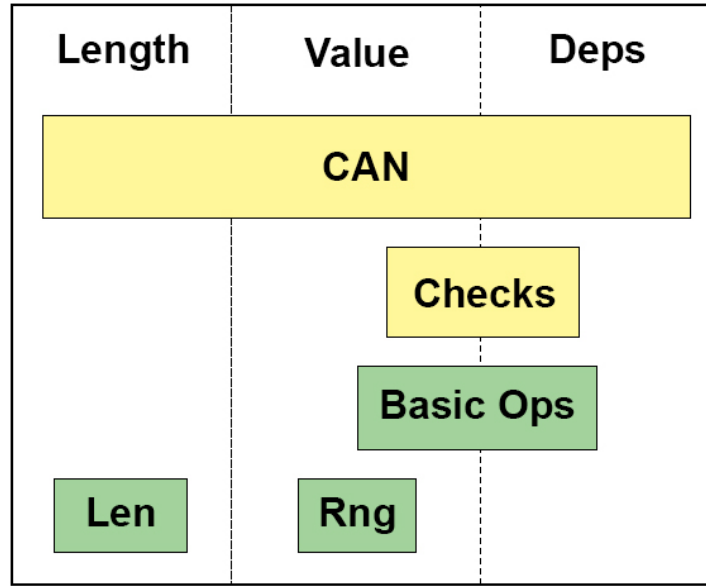 Length Value Deps
CAN
Checks
Basic Ops
Len Rng